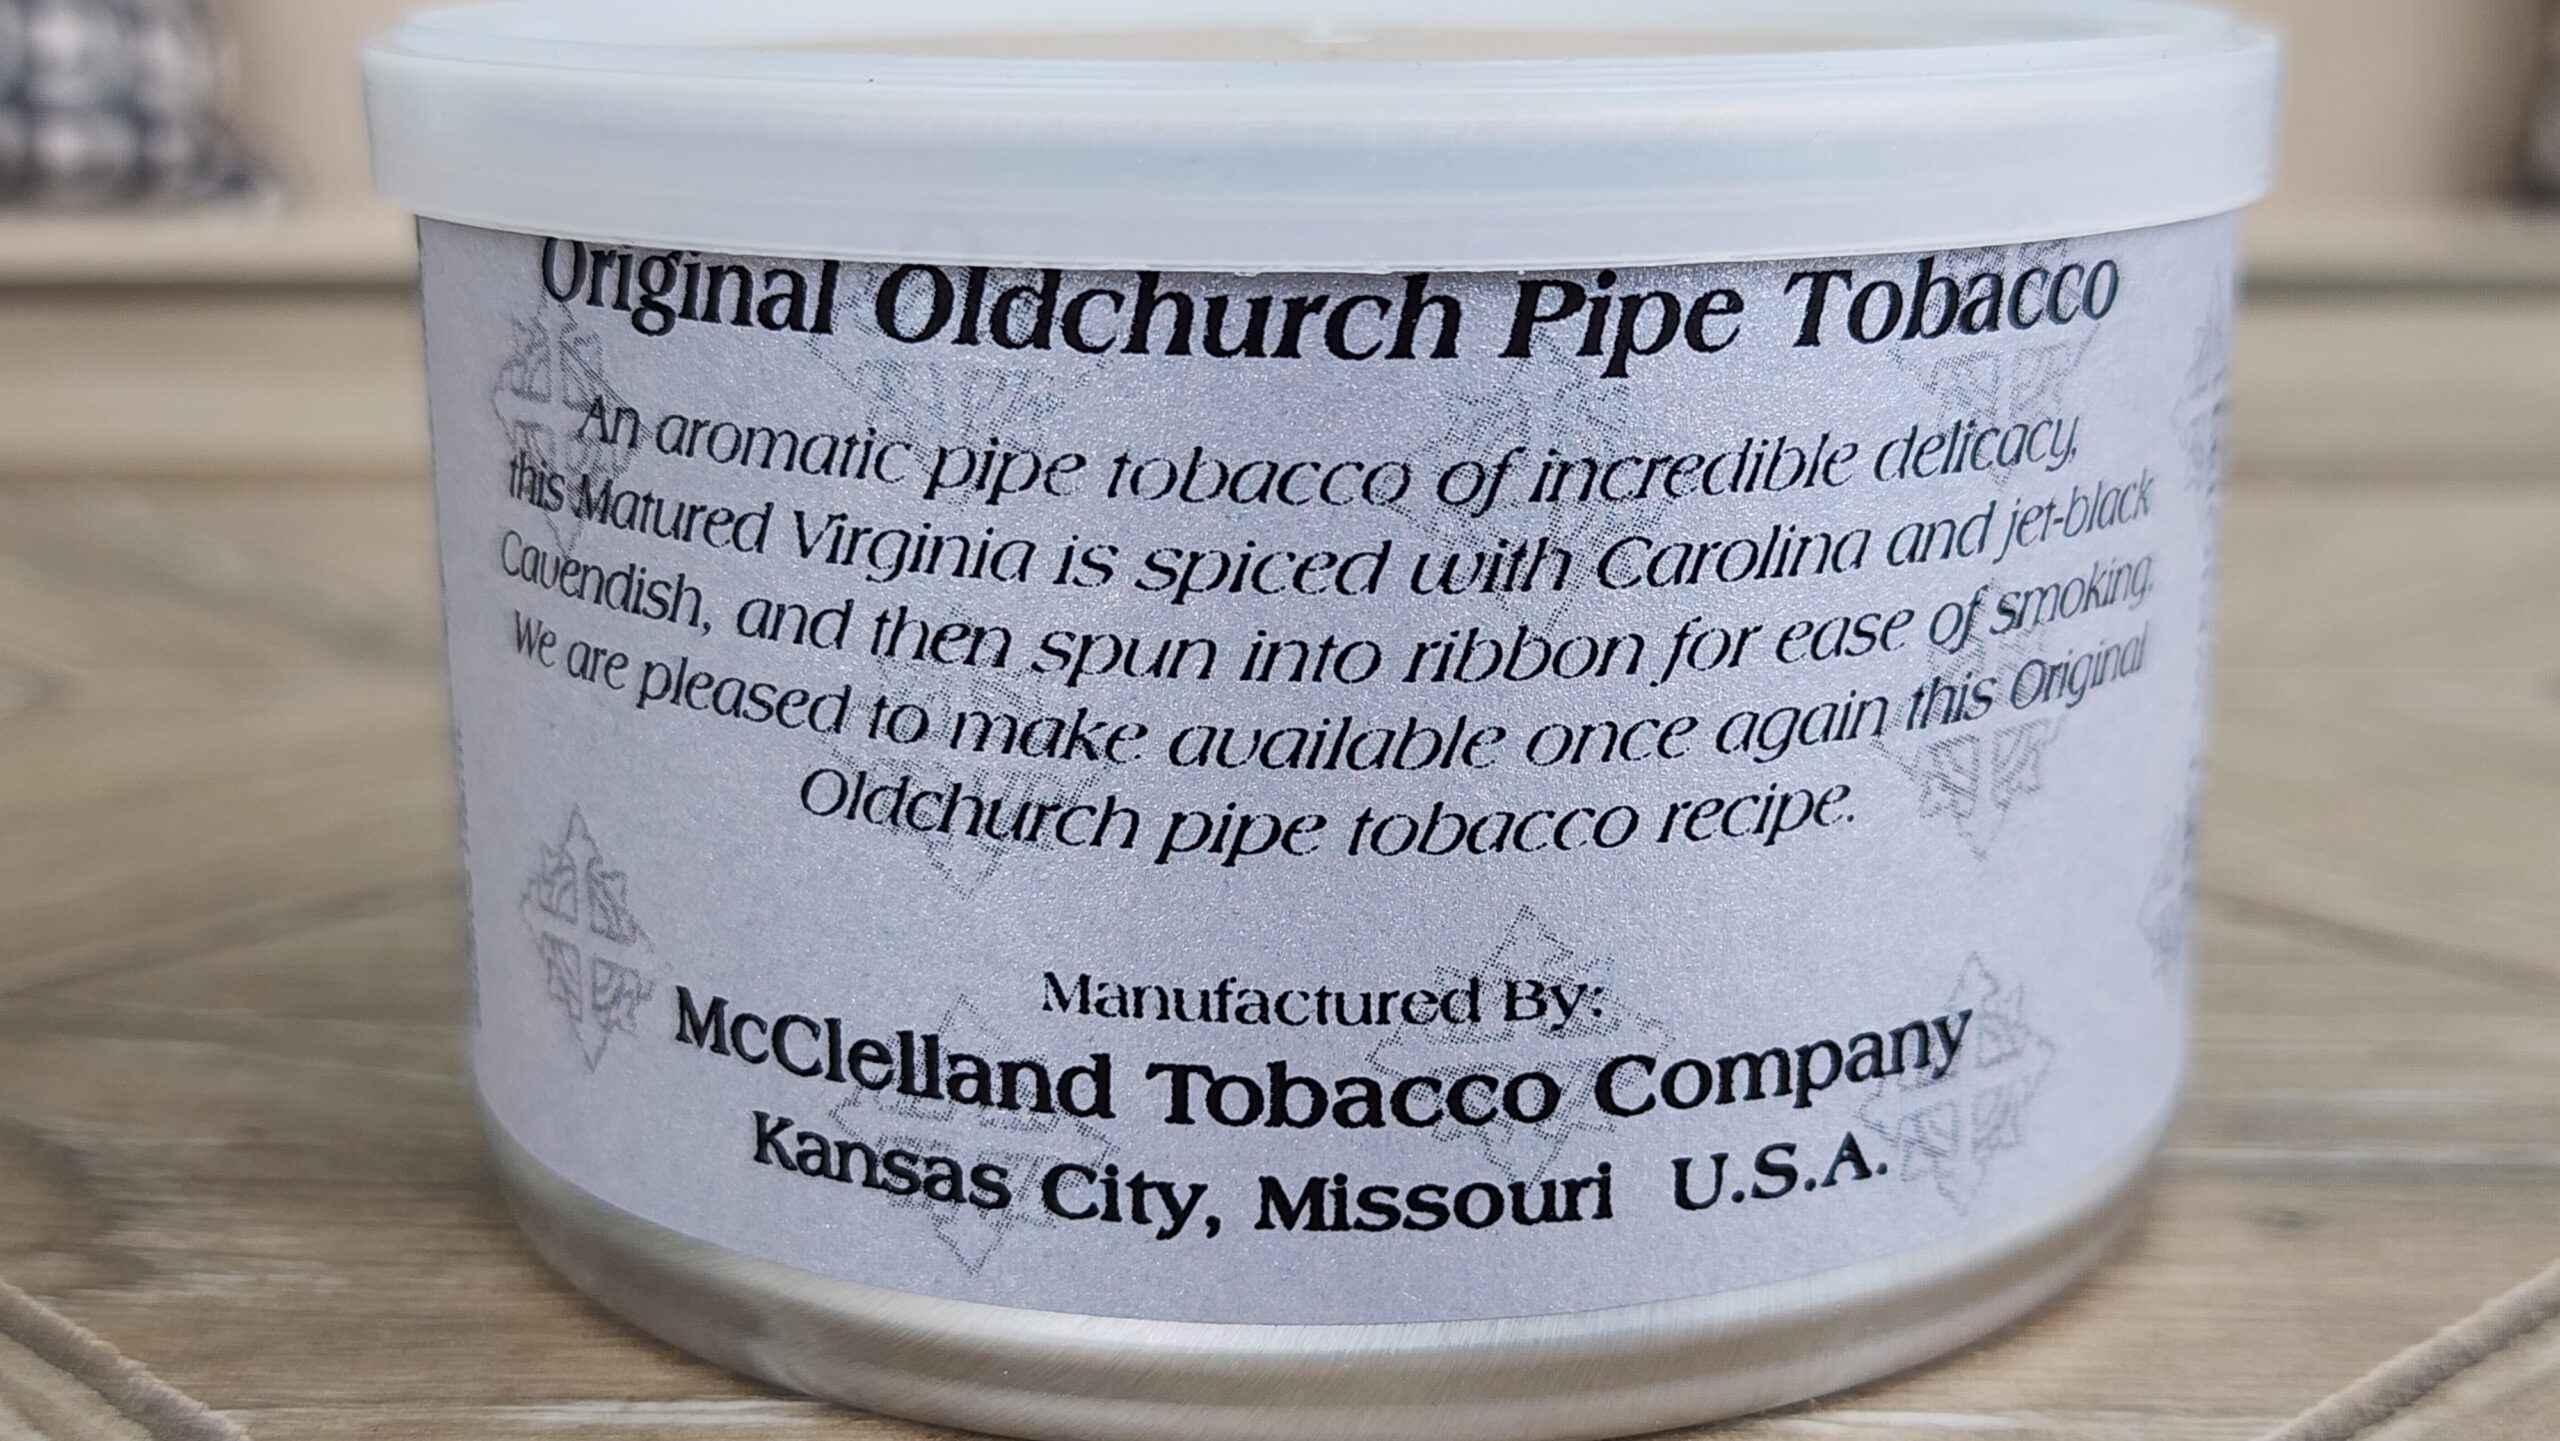 Original Oldchurch Pipe Tobacco
An aromatic pipe tobacco of incredible delicacy,
this Matured Virginia is spiced with Carolina and jet-black
Cavendish, and then spun into ribbon for ease of smoking.
We are pleased to make available once again this Original
Oldchurch pipe tobacco recipe.
Manufactured By:
McClelland Tobacco Company
Kansas City, Missouri U.S.A.